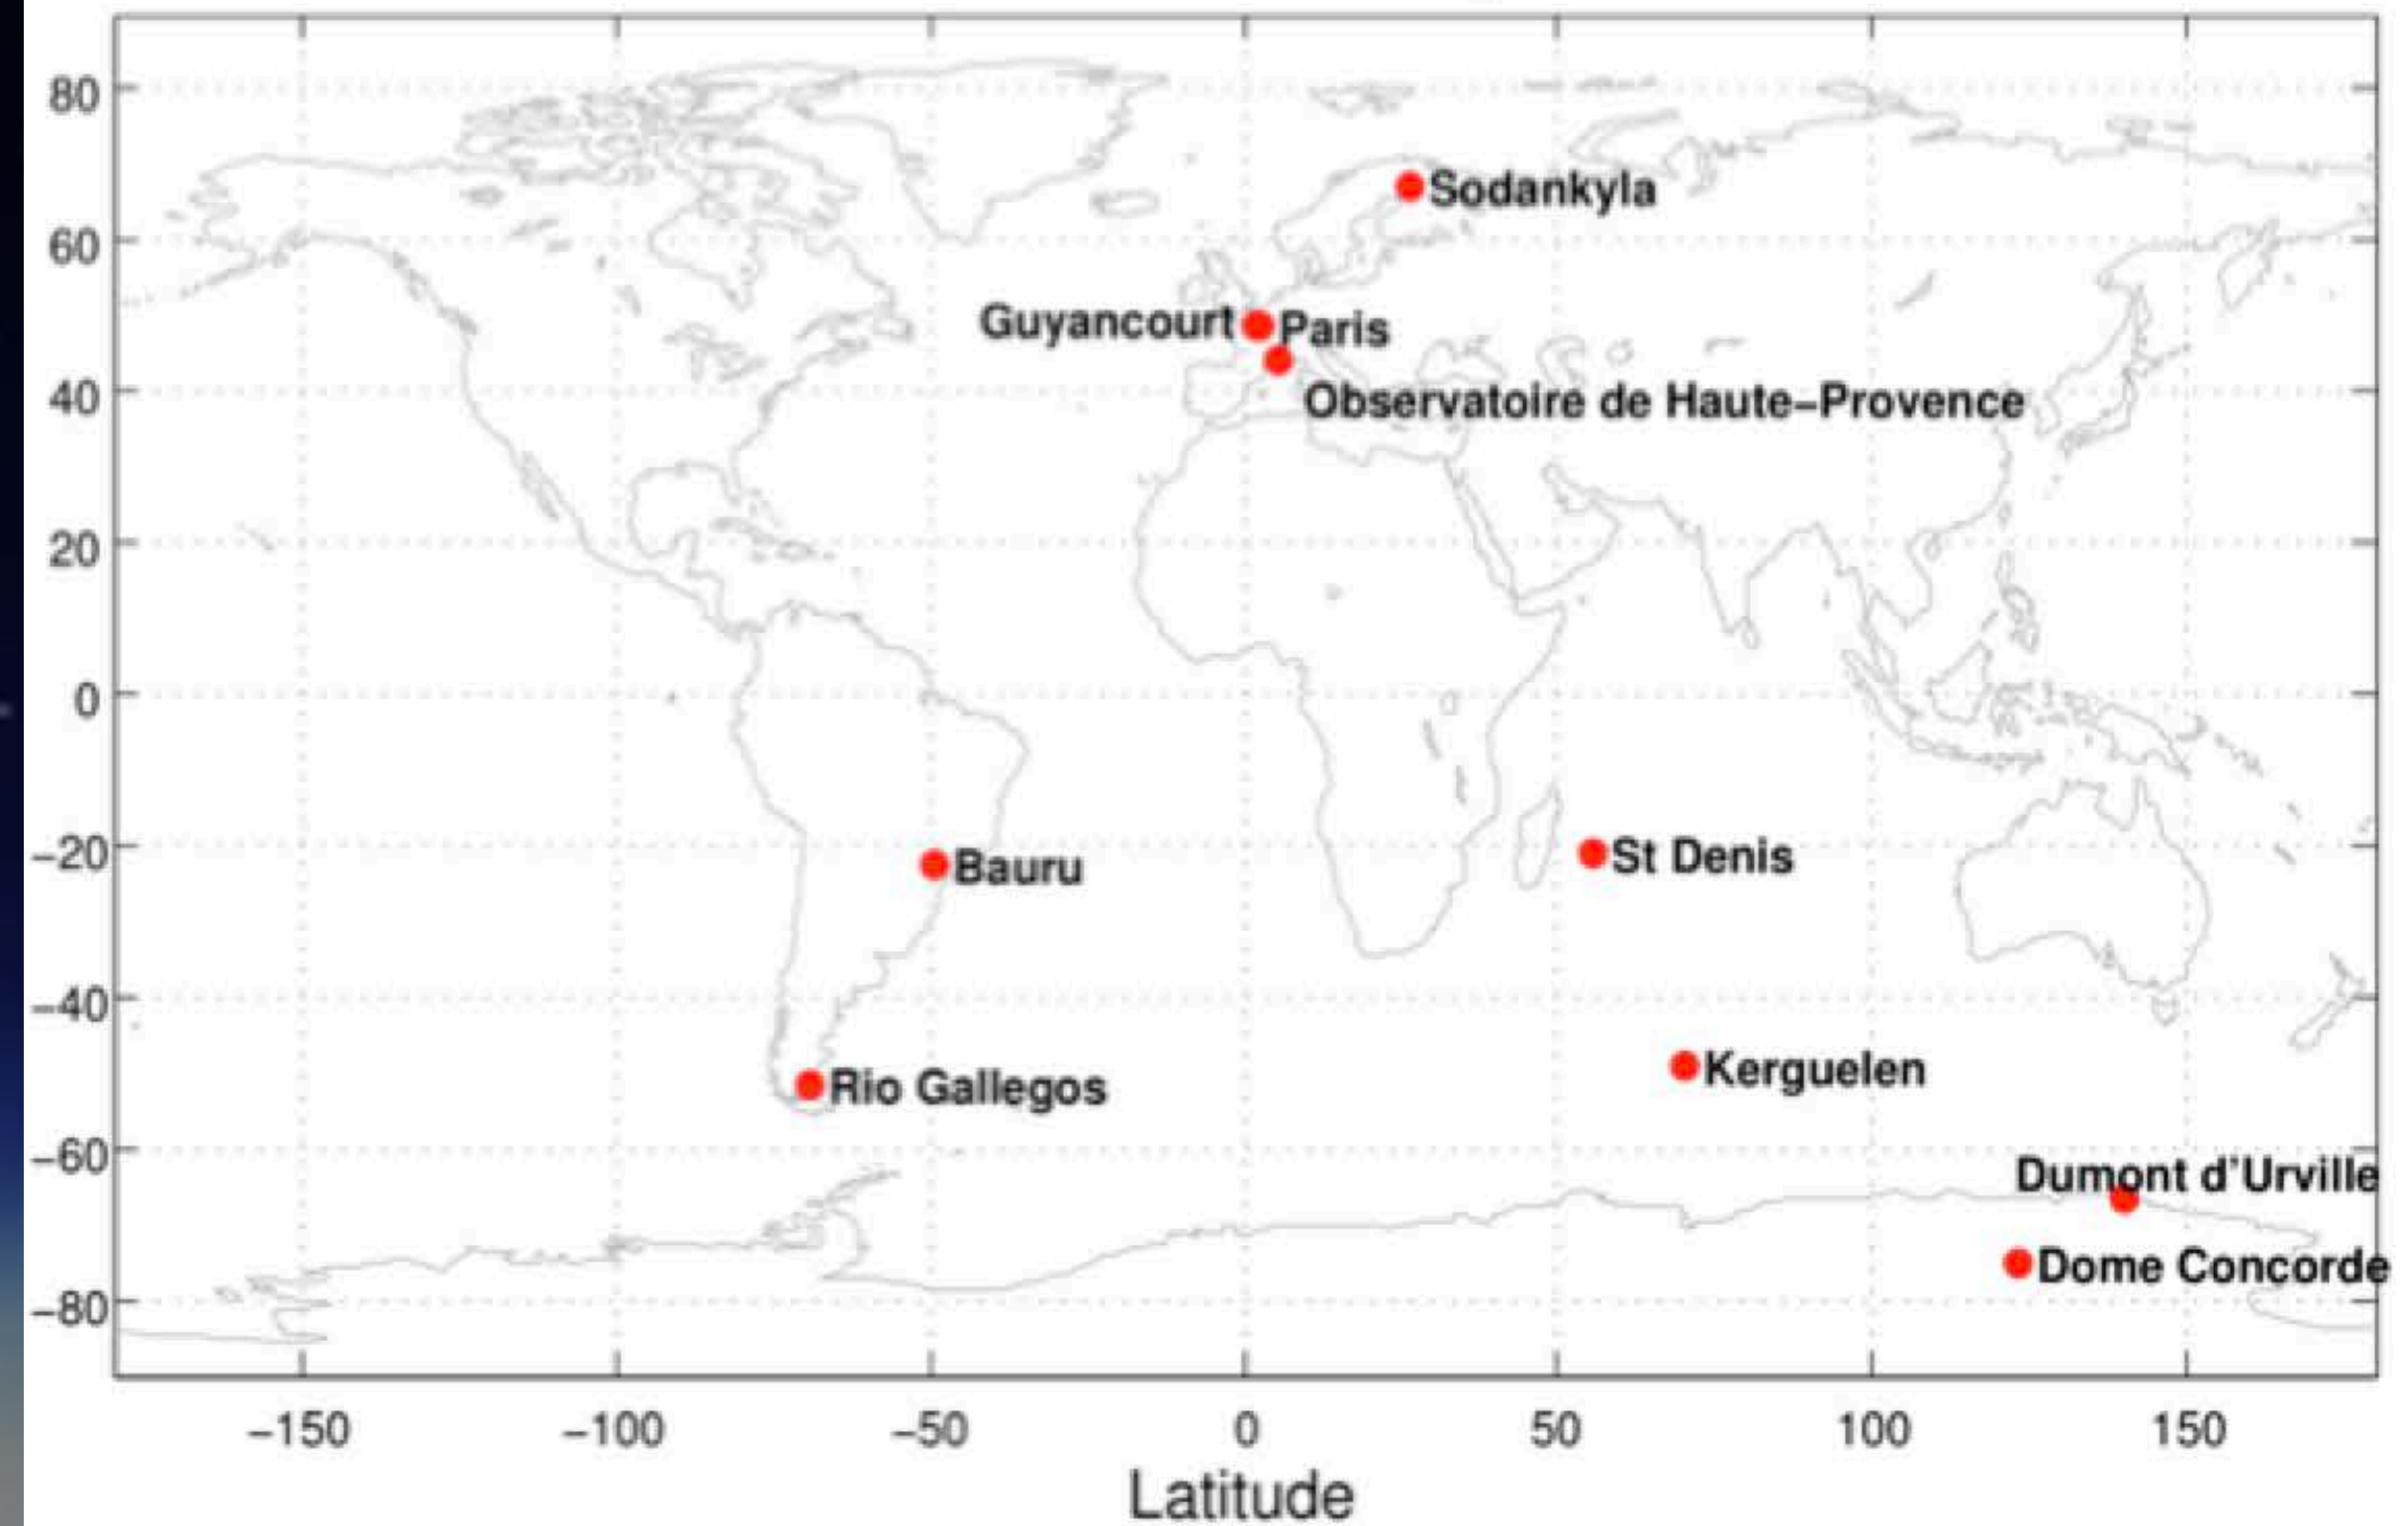 80
Sodankyla
60
Guyancourt Paris
40
Observatoire de Haute–Provence
20
0
–20
Bauru
St Denis
–40
Rio Gallegos
Kerguelen
–60
Dumont d'Urville
Dome Concorde
–80
–150 –100 –50 0 50 100 150
Latitude